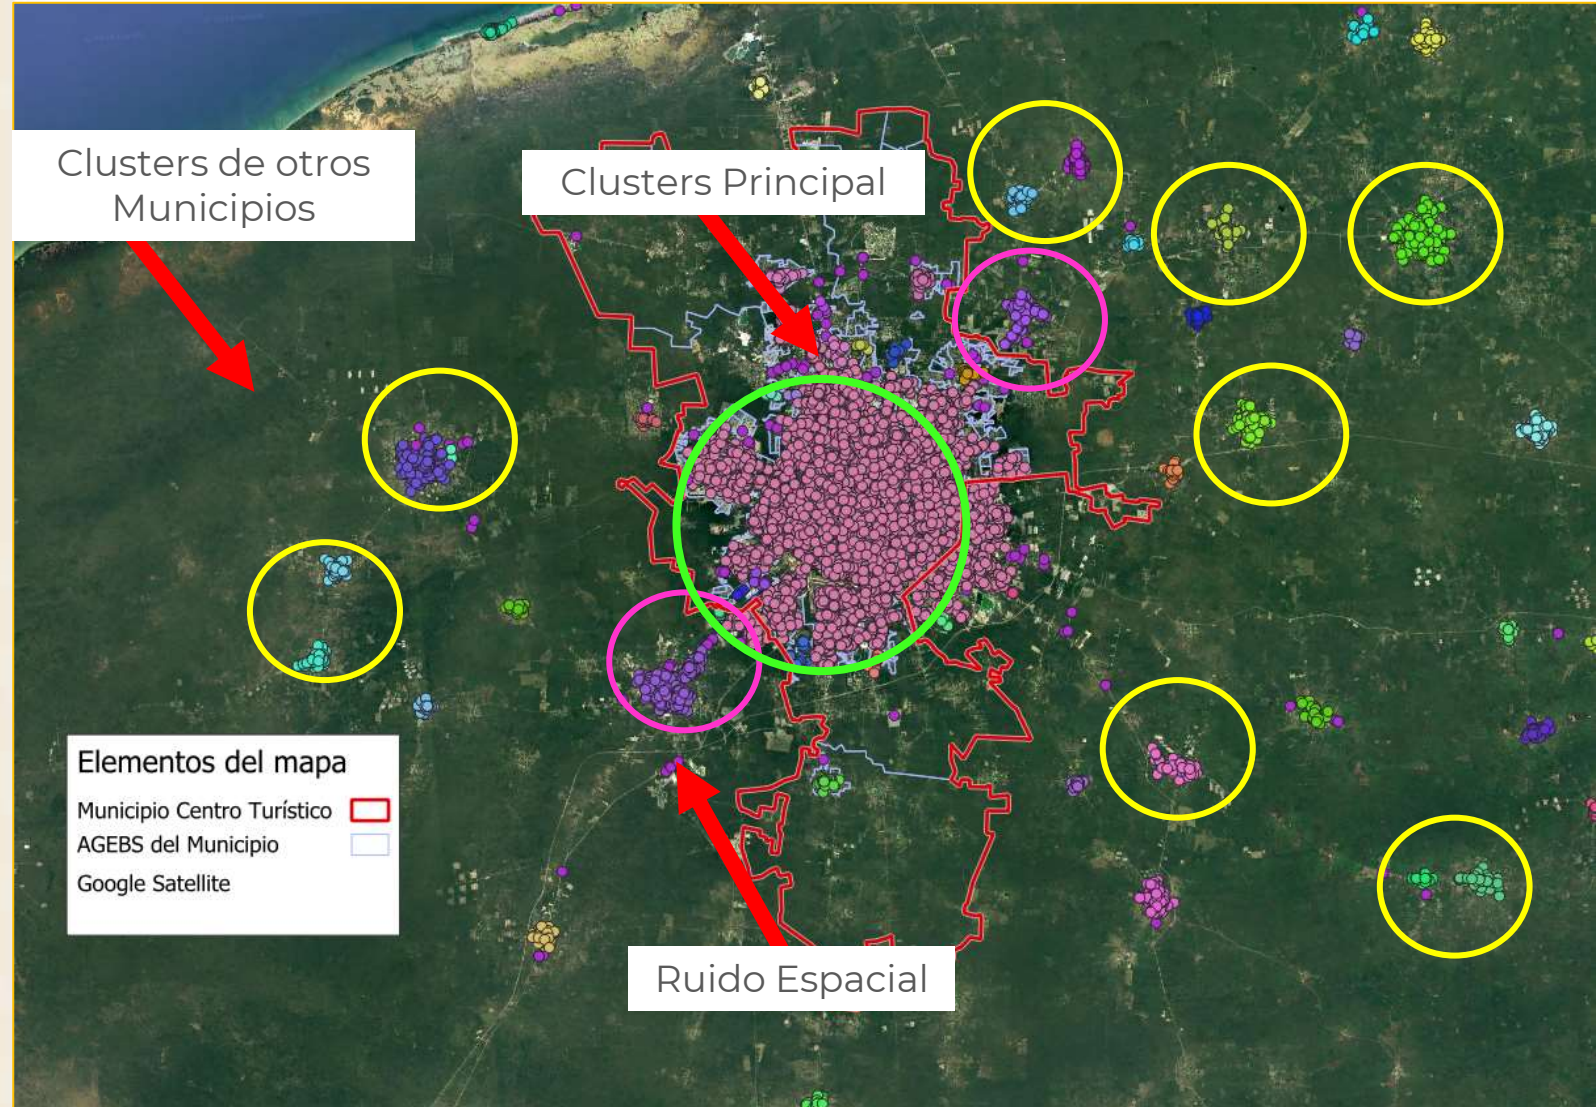 Clusters de otros
Municipios
Clusters Principal
Elementos del mapa
Municipio Centro Turístico
AGEBS del Municipio
Google Satellite
Ruido Espacial